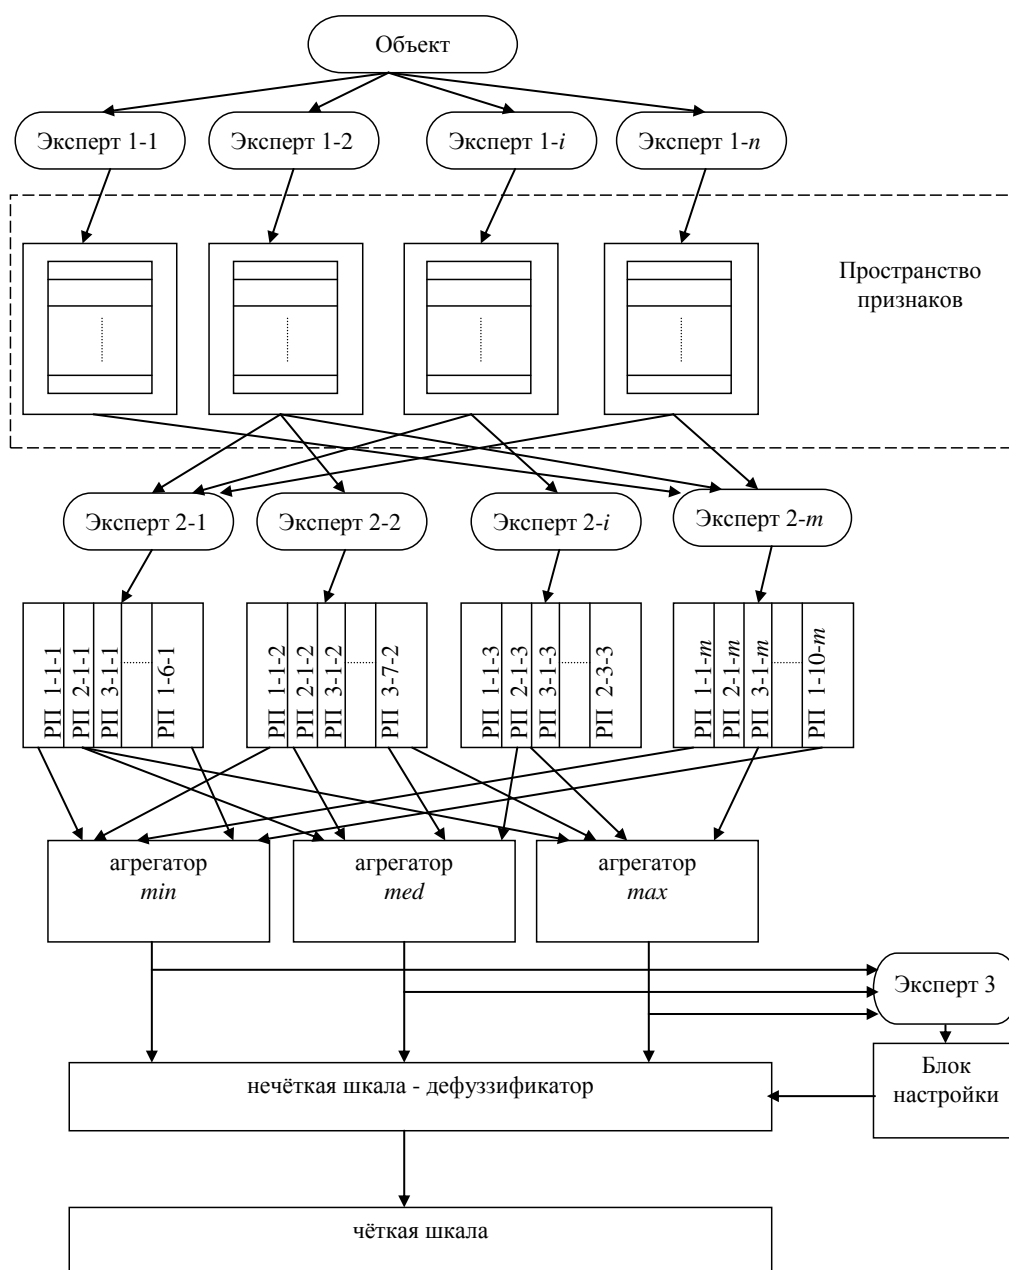 Объект
Эксперт 1-1
Эксперт 1-2
Эксперт 1-i
Эксперт 1-n
Пространство
признаков
Эксперт 2-1
Эксперт 2-2
Эксперт 2-i
Эксперт 2-m
РП 1-1-1
РП 2-1-1
РП 3-1-1
РП 1-6-1
РП 1-1-2
РП 2-1-2
РП 3-1-2
РП 3-7-2
РП 1-1-3
РП 2-1-3
РП 3-1-3
РП 2-3-3
РП 1-1-m
РП 2-1-m
РП 3-1-m
РП 1-10-m
агрегатор
min
агрегатор
med
агрегатор
max
Эксперт 3
Блок
настройки
нечёткая шкала - дефуззификатор
чёткая шкала